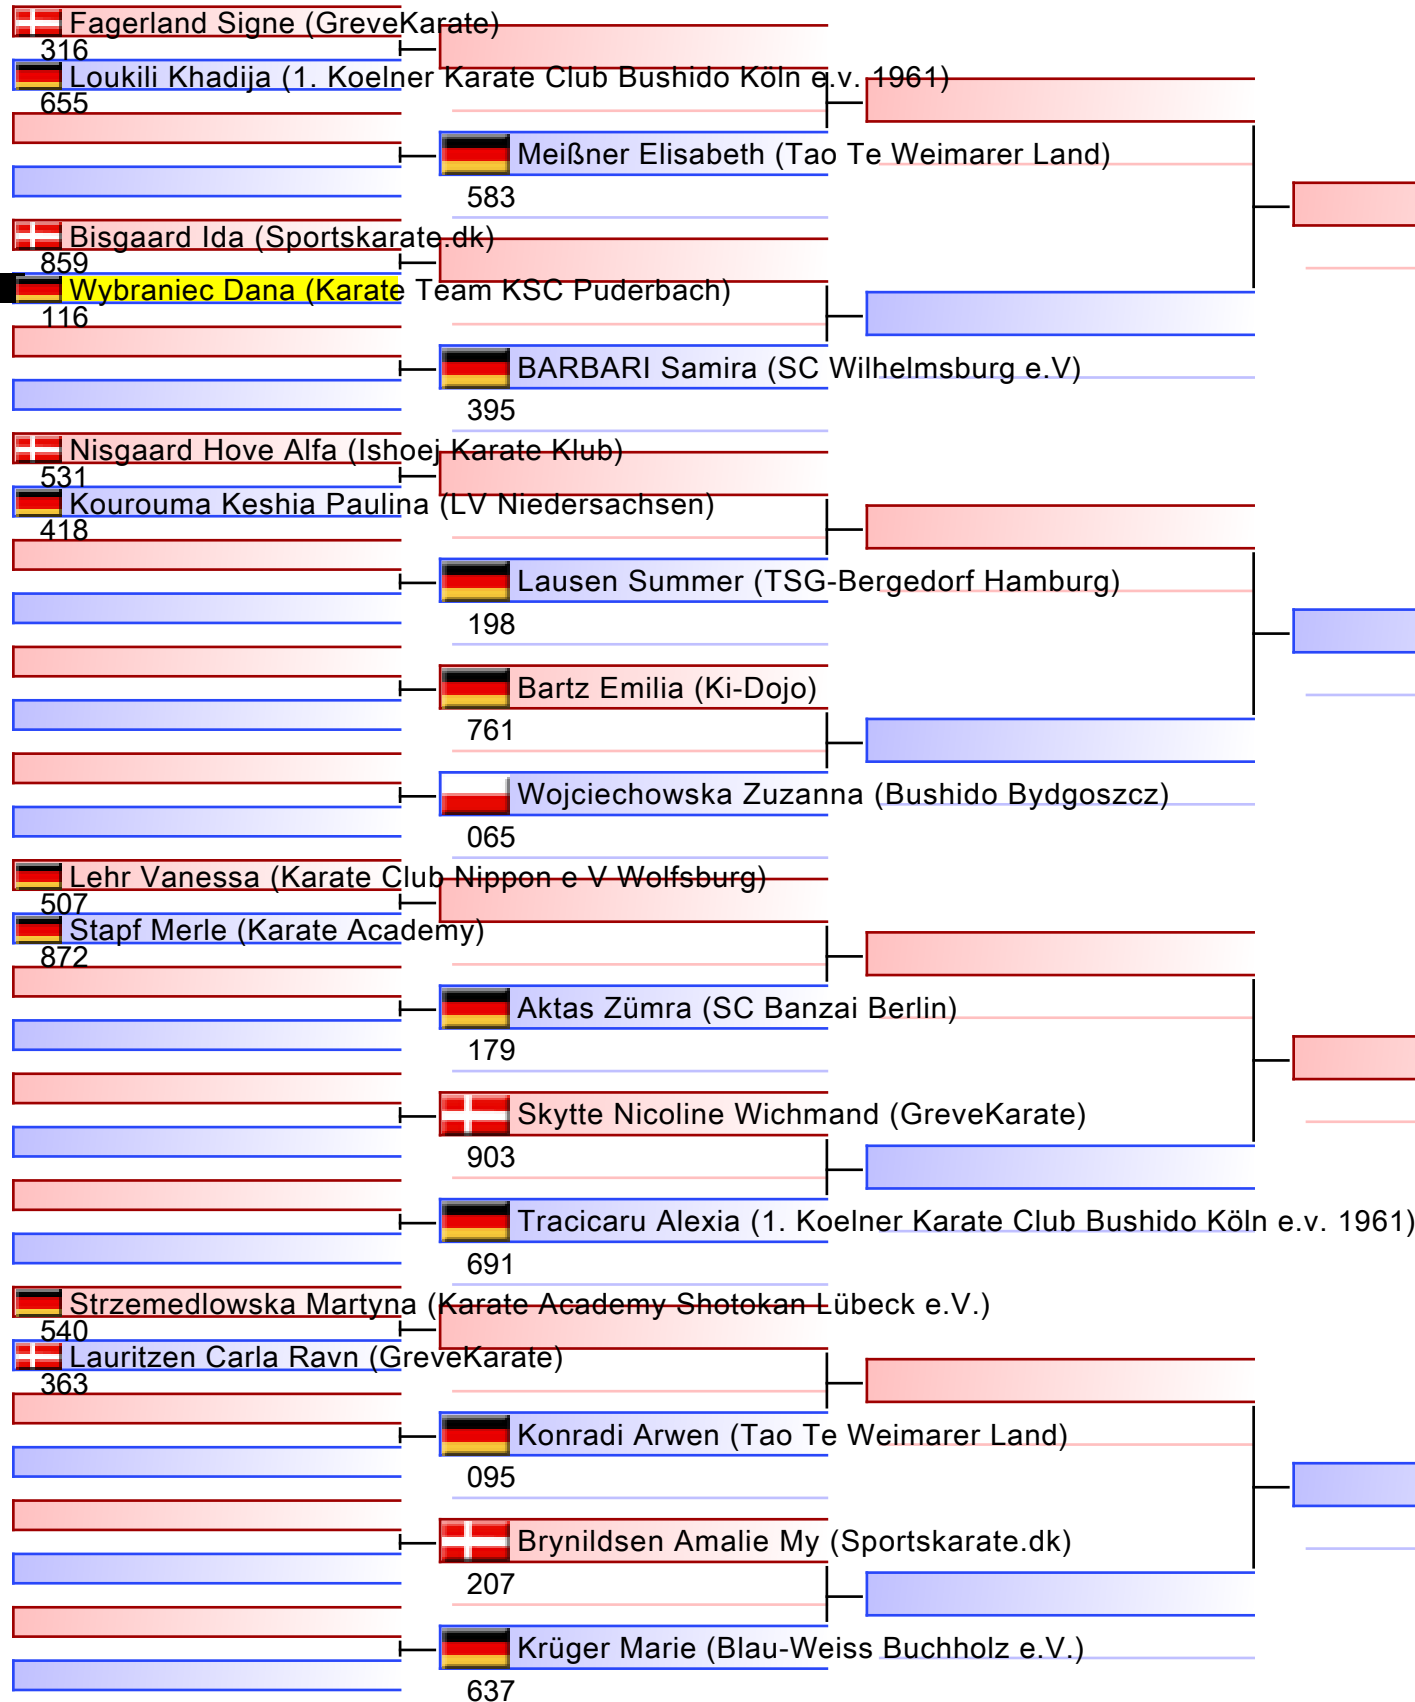 Fagerland Signe (GreveKarate)
316
Loukili Khadija (1. Koelner Karate Club Bushido Köln e.v. 1961)
655
Meißner Elisabeth (Tao Te Weimarer Land)
583
Bisgaard Ida (Sportskarate.dk)
859
Wybraniec Dana (Karate Team KSC Puderbach)
116
BARBARI Samira (SC Wilhelmsburg e.V)
395
Nisgaard Hove Alfa (Ishoej Karate Klub)
531
Kourouma Keshia Paulina (LV Niedersachsen)
418
Lausen Summer (TSG-Bergedorf Hamburg)
198
Bartz Emilia (Ki-Dojo)
761
Wojciechowska Zuzanna (Bushido Bydgoszcz)
065
Lehr Vanessa (Karate Club Nippon e V Wolfsburg)
507
Stapf Merle (Karate Academy)
872
Aktas Zümra (SC Banzai Berlin)
179
Skytte Nicoline Wichmand (GreveKarate)
903
Tracicaru Alexia (1. Koelner Karate Club Bushido Köln e.v. 1961)
691
Strzemedlowska Martyna (Karate Academy Shotokan Lübeck e.V.)
540
Lauritzen Carla Ravn (GreveKarate)
363
Konradi Arwen (Tao Te Weimarer Land)
095
Brynildsen Amalie My (Sportskarate.dk)
207
Krüger Marie (Blau-Weiss Buchholz e.V.)
637